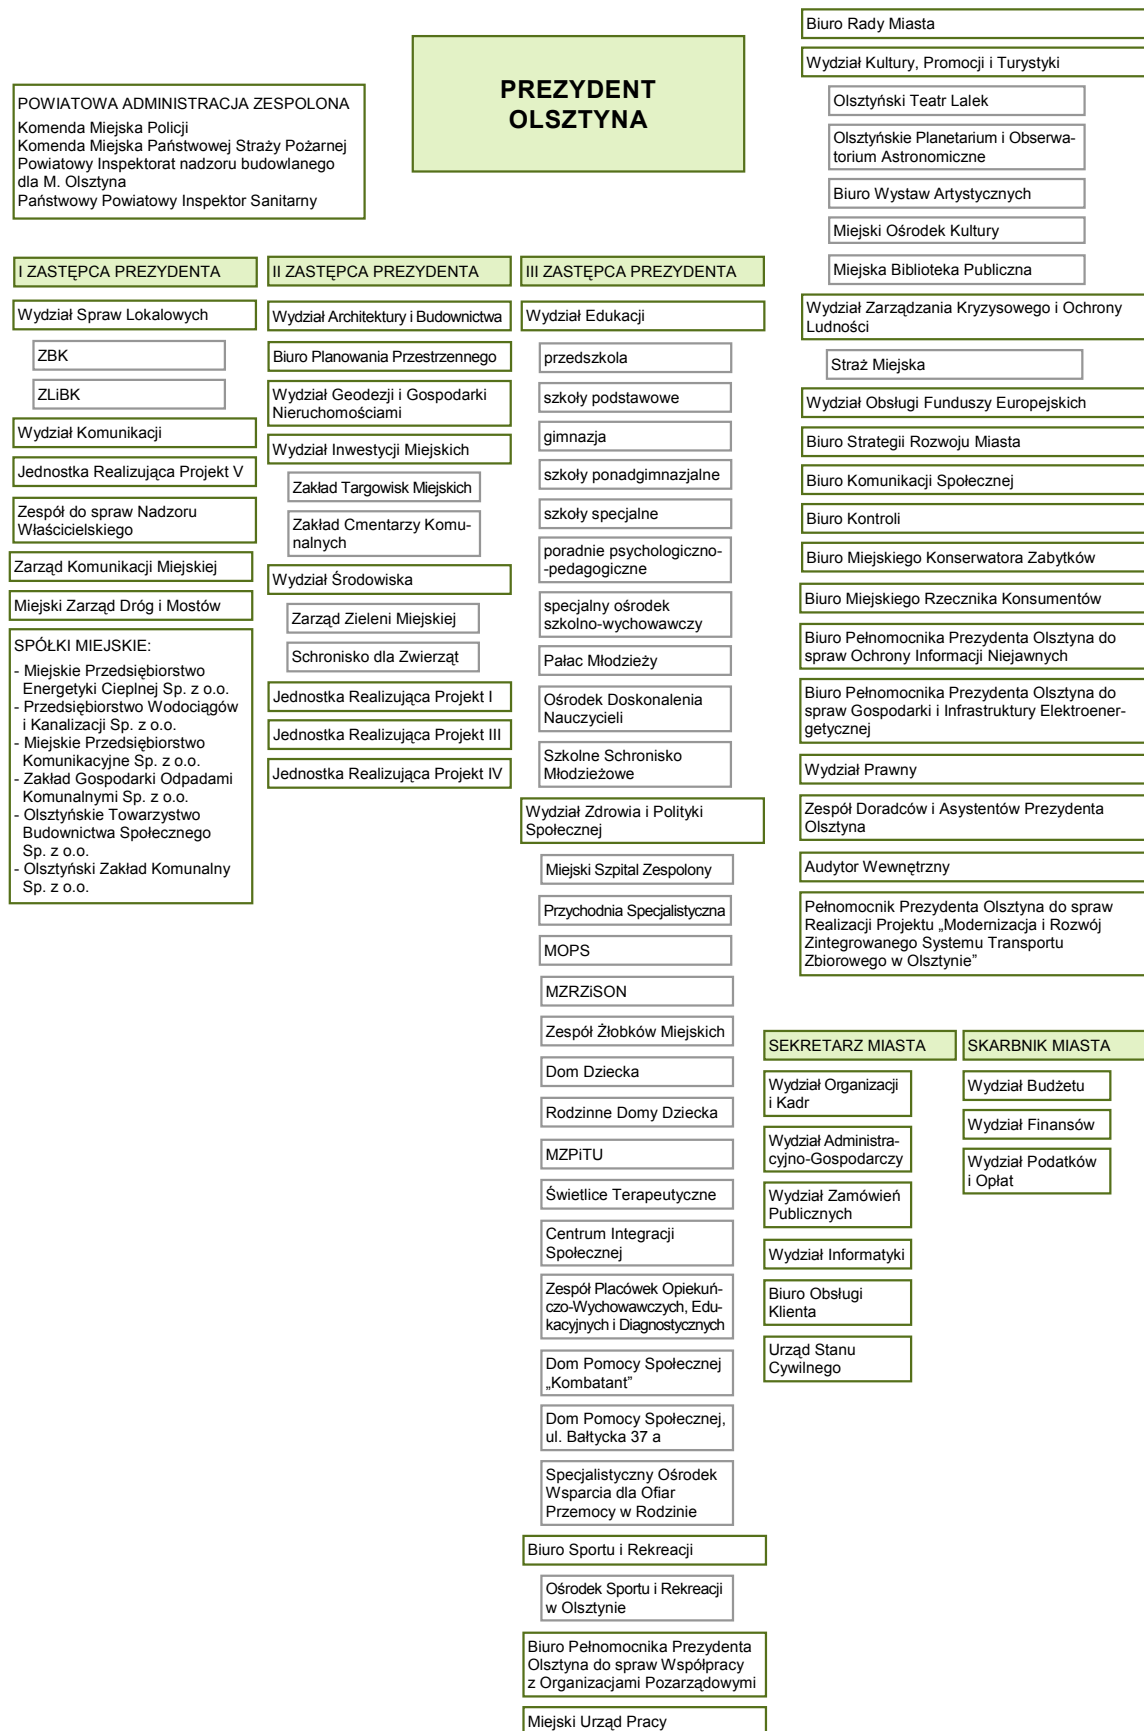 PREZYDENT
OLSZTYNA
POWIATOWA ADMINISTRACJA ZESPOLONA
Komenda Miejska Policji
Komenda Miejska Państwowej Straży Pożarnej
Powiatowy Inspektorat nadzoru budowlanego
dla M. Olsztyna
Państwowy Powiatowy Inspektor Sanitarny
I ZASTĘPCA PREZYDENTA
Wydział Spraw Lokalowych
ZBK
ZLiBK
Wydział Komunikacji
Jednostka Realizująca Projekt V
Zespół do spraw Nadzoru
Właścicielskiego
Zarząd Komunikacji Miejskiej
Miejski Zarząd Dróg i Mostów
SPÓŁKI MIEJSKIE:
- Miejskie Przedsiębiorstwo
Energetyki Cieplnej Sp. z o.o.
- Przedsiębiorstwo Wodociągów
i Kanalizacji Sp. z o.o.
- Miejskie Przedsiębiorstwo
Komunikacyjne Sp. z o.o.
- Zakład Gospodarki Odpadami
Komunalnymi Sp. z o.o.
- Olsztyńskie Towarzystwo
Budownictwa Społecznego
Sp. z o.o.
- Olsztyński Zakład Komunalny
Sp. z o.o.
II ZASTĘPCA PREZYDENTA
Wydział Architektury i Budownictwa
Biuro Planowania Przestrzennego
Wydział Geodezji i Gospodarki
Nieruchomościami
Wydział Inwestycji Miejskich
Zakład Targowisk Miejskich
Zakład Cmentarzy Komu-
nalnych
Wydział Środowiska
Zarząd Zieleni Miejskiej
Schronisko dla Zwierząt
Jednostka Realizująca Projekt I
Jednostka Realizująca Projekt III
Jednostka Realizująca Projekt IV
III ZASTĘPCA PREZYDENTA
Wydział Edukacji
przedszkola
szkoły podstawowe
gimnazja
szkoły ponadgimnazjalne
szkoły specjalne
poradnie psychologiczno-
-pedagogiczne
specjalny ośrodek
szkolno-wychowawczy
Pałac Młodzieży
Ośrodek Doskonalenia
Nauczycieli
Szkolne Schronisko
Młodzieżowe
Wydział Zdrowia i Polityki
Społecznej
Miejski Szpital Zespolony
Przychodnia Specjalistyczna
MOPS
MZRZiSON
Zespół Żłobków Miejskich
Dom Dziecka
Rodzinne Domy Dziecka
MZPiTU
Świetlice Terapeutyczne
Centrum Integracji
Społecznej
Zespół Placówek Opiekuń-
czo-Wychowawczych, Edu-
kacyjnych i Diagnostycznych
Dom Pomocy Społecznej
„Kombatant”
Dom Pomocy Społecznej,
ul. Bałtycka 37 a
Specjalistyczny Ośrodek
Wsparcia dla Ofiar
Przemocy w Rodzinie
Biuro Sportu i Rekreacji
Ośrodek Sportu i Rekreacji
w Olsztynie
Biuro Pełnomocnika Prezydenta
Olsztyna do spraw Współpracy
z Organizacjami Pozarządowymi
Miejski Urząd Pracy
Biuro Rady Miasta
Wydział Kultury, Promocji i Turystyki
Olsztyński Teatr Lalek
Olsztyńskie Planetarium i Obserwa-
torium Astronomiczne
Biuro Wystaw Artystycznych
Miejski Ośrodek Kultury
Miejska Biblioteka Publiczna
Wydział Zarządzania Kryzysowego i Ochrony
Ludności
Straż Miejska
Wydział Obsługi Funduszy Europejskich
Biuro Strategii Rozwoju Miasta
Biuro Komunikacji Społecznej
Biuro Kontroli
Biuro Miejskiego Konserwatora Zabytków
Biuro Miejskiego Rzecznika Konsumentów
Biuro Pełnomocnika Prezydenta Olsztyna do
spraw Ochrony Informacji Niejawnych
Biuro Pełnomocnika Prezydenta Olsztyna do
spraw Gospodarki i Infrastruktury Elektroener-
getycznej
Wydział Prawny
Zespół Doradców i Asystentów Prezydenta
Olsztyna
Audytor Wewnętrzny
Pełnomocnik Prezydenta Olsztyna do spraw
Realizacji Projektu „Modernizacja i Rozwój
Zintegrowanego Systemu Transportu
Zbiorowego w Olsztynie”
SEKRETARZ MIASTA
Wydział Organizacji
i Kadr
Wydział Administra-
cyjno-Gospodarczy
Wydział Zamówień
Publicznych
Wydział Informatyki
Biuro Obsługi
Klienta
Urząd Stanu
Cywilnego
SKARBNIK MIASTA
Wydział Budżetu
Wydział Finansów
Wydział Podatków
i Opłat